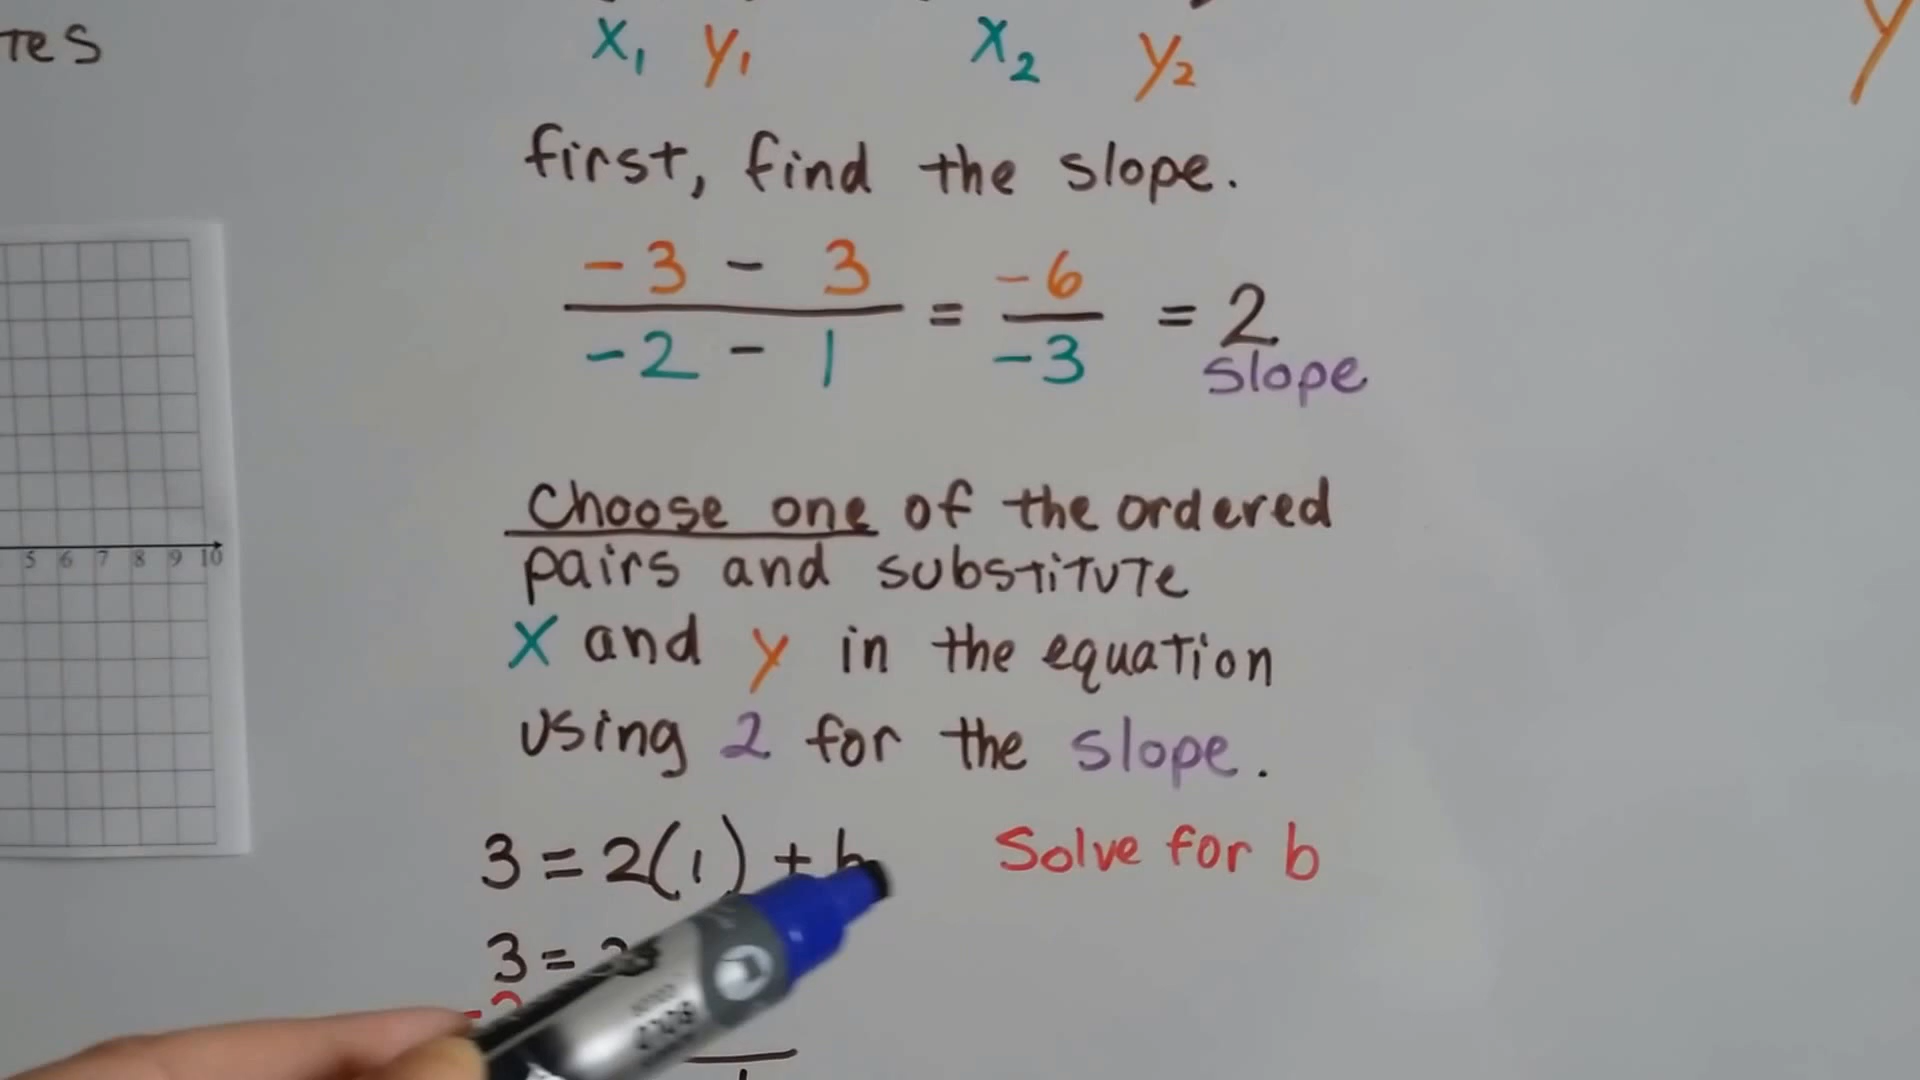 tes
x₁ y₁ x₂ y₂
y
first, find the slope.
-3 - 3 / -2 - 1 = -6 / -3 = 2
slope
Choose one of the ordered
pairs and substitute
x and y in the equation
using 2 for the slope.
5 6 7 8 9 10
3 = 2(1) + b Solve for b
3 =